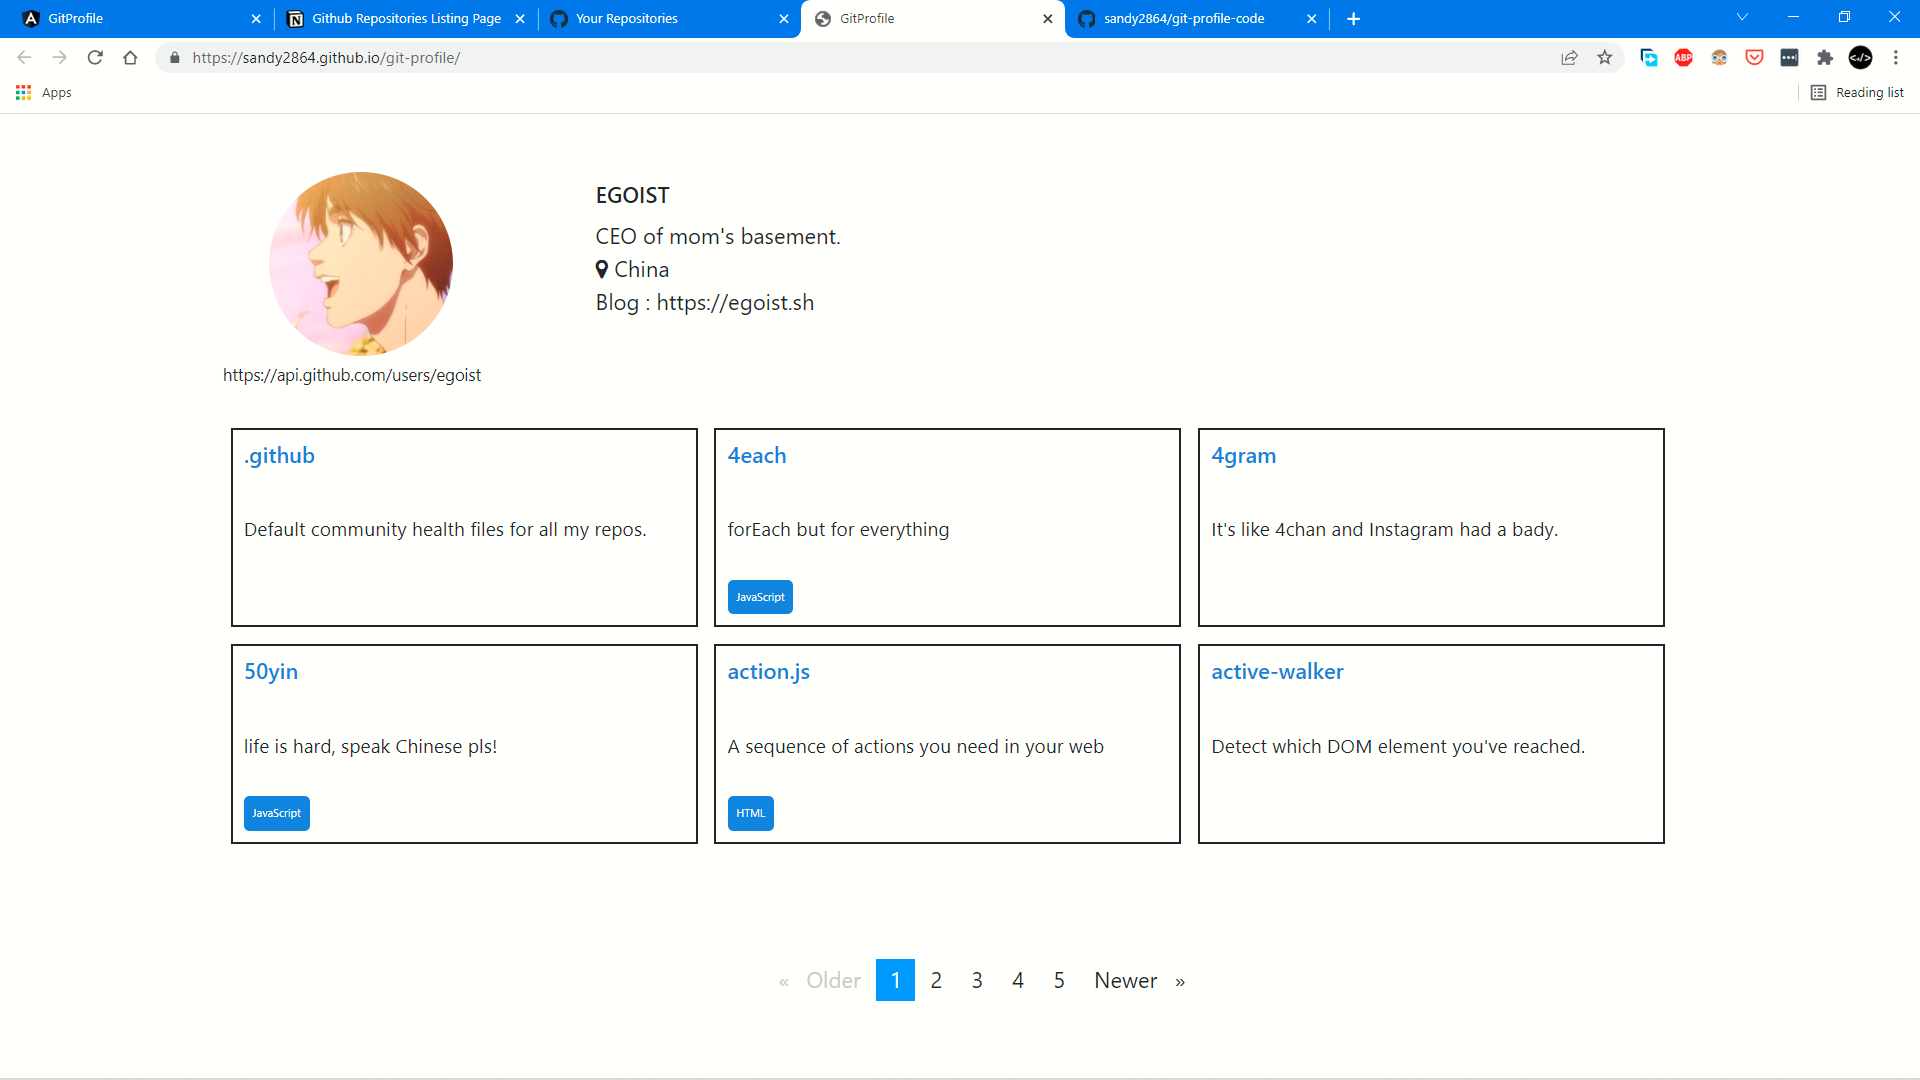 GitProfile
Github Repositories Listing Page
Your Repositories
GitProfile
sandy2864/git-profile-code
https://sandy2864.github.io/git-profile/
ABP
Apps
Reading list
EGOIST
CEO of mom's basement.
China
Blog : https://egoist.sh
https://api.github.com/users/egoist
.github
4each
4gram
Default community health files for all my repos.
forEach but for everything
It's like 4chan and Instagram had a bady.
JavaScript
50yin
action.js
active-walker
life is hard, speak Chinese pls!
A sequence of actions you need in your web
Detect which DOM element you've reached.
JavaScript
HTML
« Older 1 2 3 4 5 Newer »